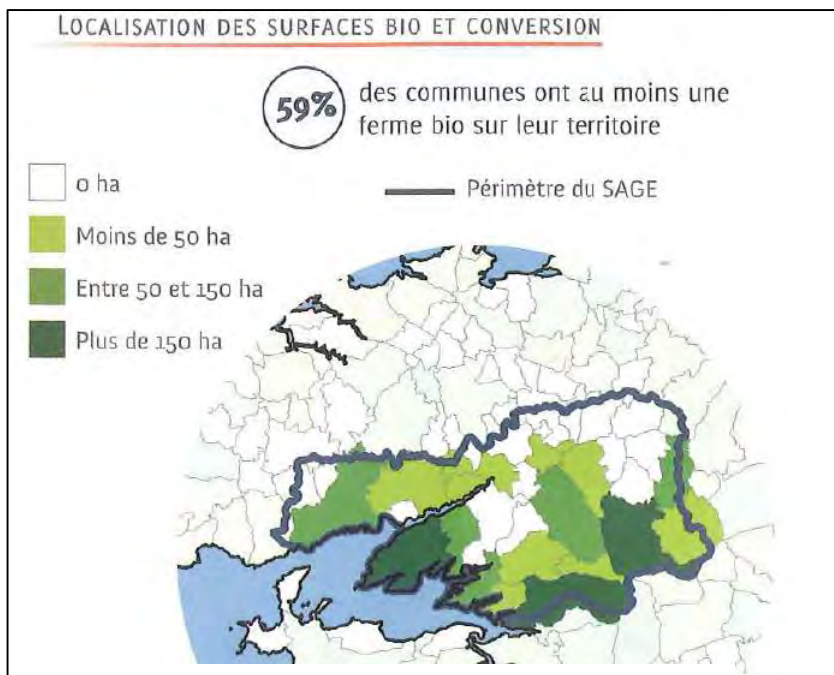 LOCALISATION DES SURFACES BIO ET CONVERSION
59% des communes ont au moins une
ferme bio sur leur territoire
0 ha
Périmètre du SAGE
Moins de 50 ha
Entre 50 et 150 ha
Plus de 150 ha